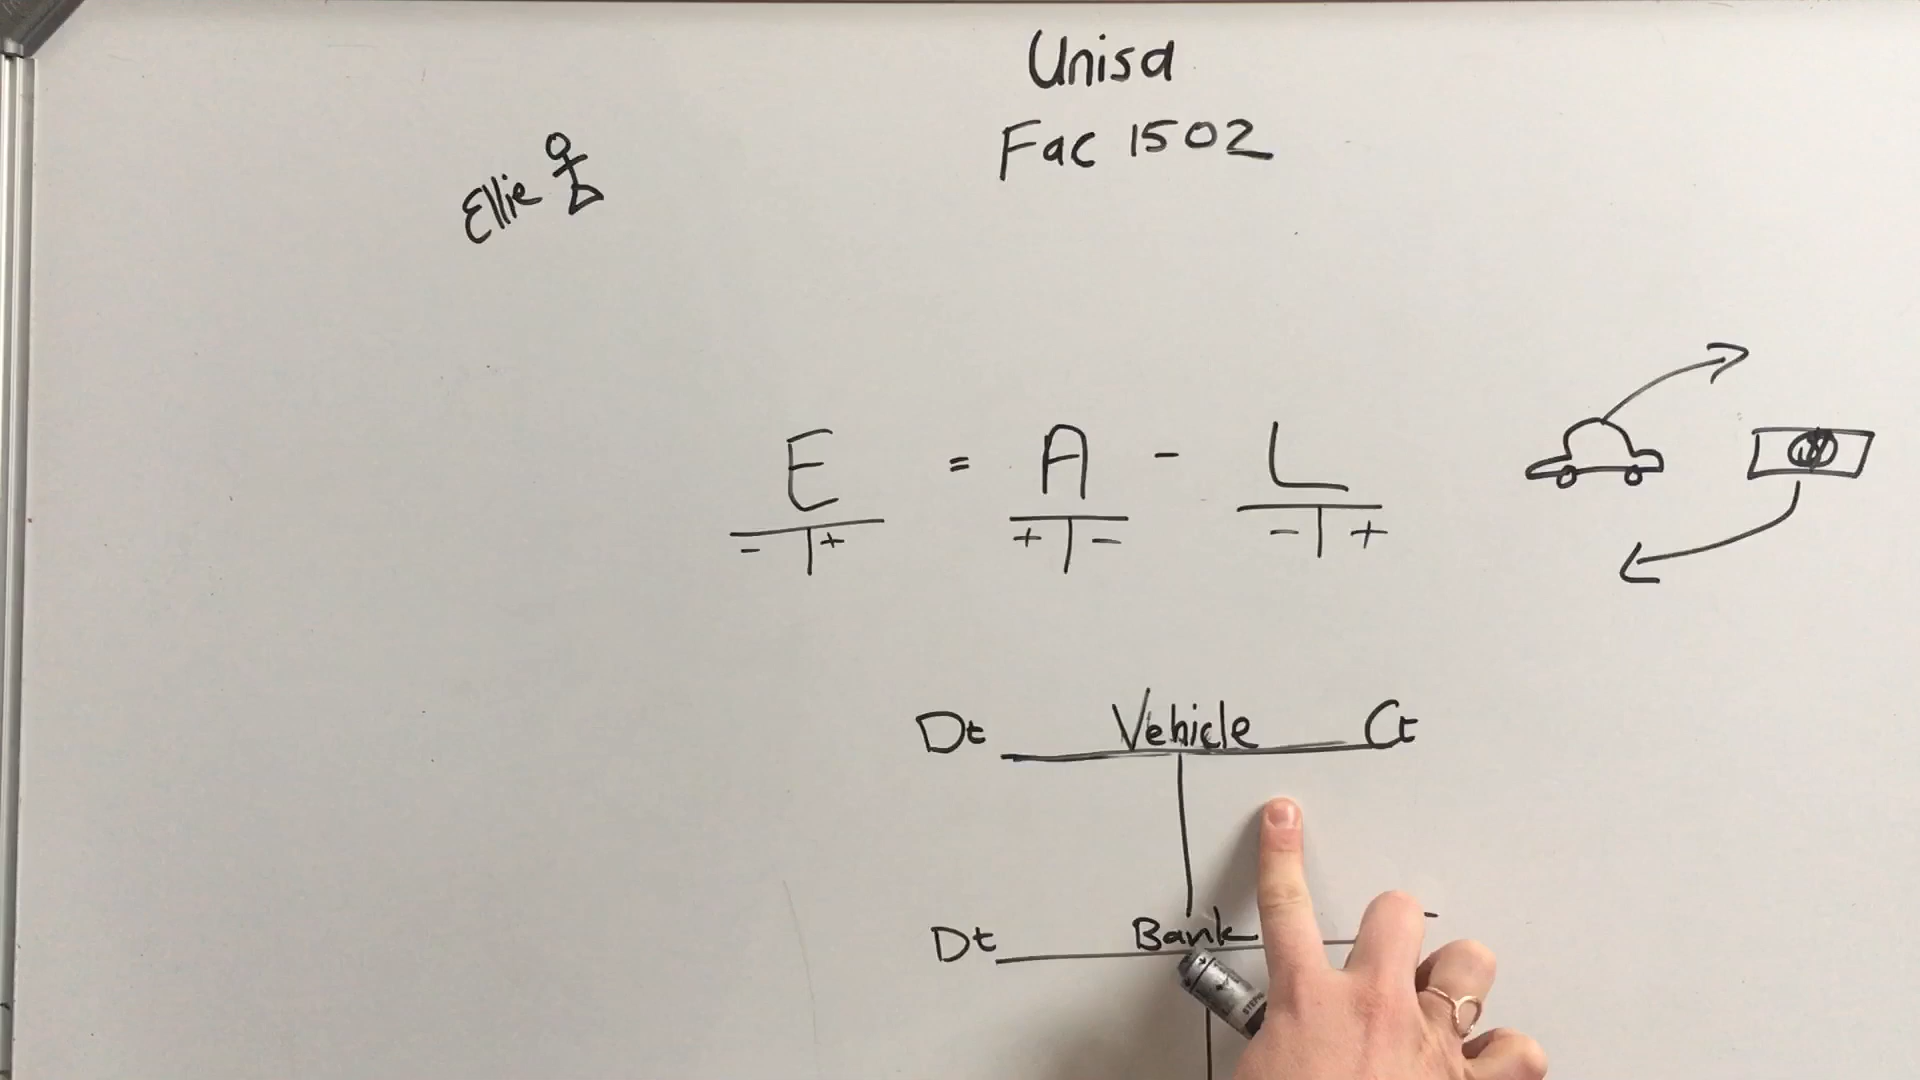 Unisa
Fac 1502
Ellie
E = A - L
- + + - - +
Dt Vehicle Ct
Dt Bank